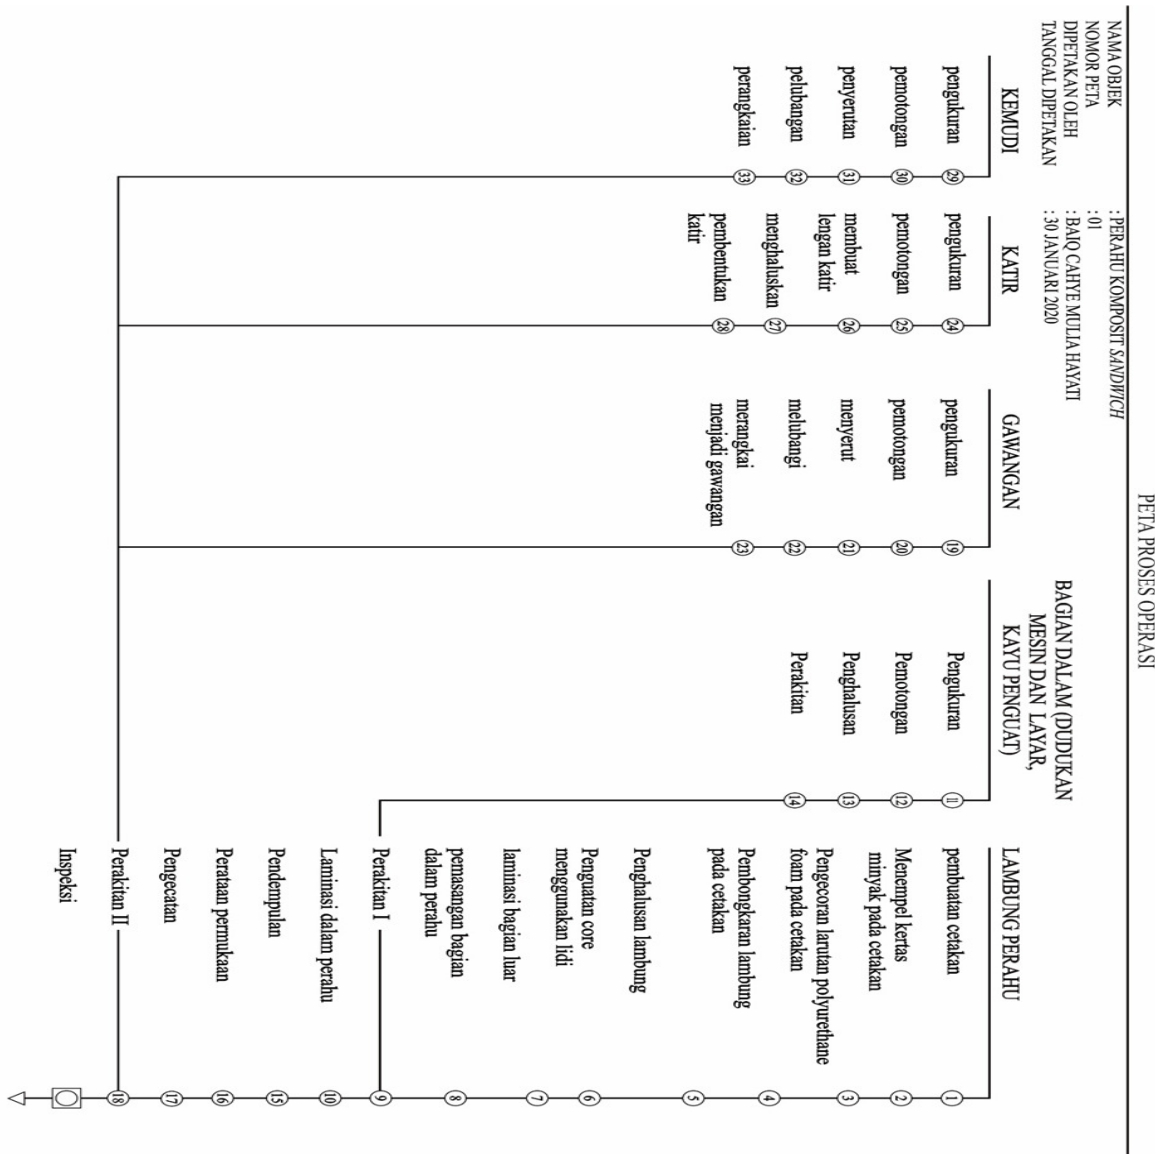 PETA PROSES OPERASI
NAMA OBJEK : PERAHU KOMPOSIT SANDWICH
NOMOR PETA : 01
DIPETAKAN OLEH : BAIQ CAHYE MULIA HAYATI
TANGGAL DIPETAKAN : 30 JANUARI 2020
KEMUDI
pengukuran 29
pemotongan 30
penyerutan 31
pelubangan 32
perangkaian 33
KATIR
pengukuran 24
pemotongan 25
membuat
lengan katir 26
menghaluskan 27
pembentukan
katir 28
GAWANGAN
pengukuran 19
pemotongan 20
menyerut 21
melubangi 22
merangkai
menjadi gawangan 23
BAGIAN DALAM (DUDUKAN
MESIN DAN LAYAR,
KAYU PENGUAT)
Pengukuran 11
Pemotongan 12
Penghalusan 13
Perakitan 14
LAMBUNG PERAHU
pembuatan cetakan 1
Menempel kertas
minyak pada cetakan 2
Pengecoran larutan polyurethane
foam pada cetakan 3
Pembongkaran lambung
pada cetakan 4
Penghalusan lambung 5
Penguatan core
menggunakan lidi 6
laminasi bagian luar 7
pemasangan bagian
dalam perahu 8
Perakitan I 9
Laminasi dalam perahu 10
Pendempulan 15
Perataan permukaan 16
Pengecatan 17
Perakitan II 18
Inspeksi